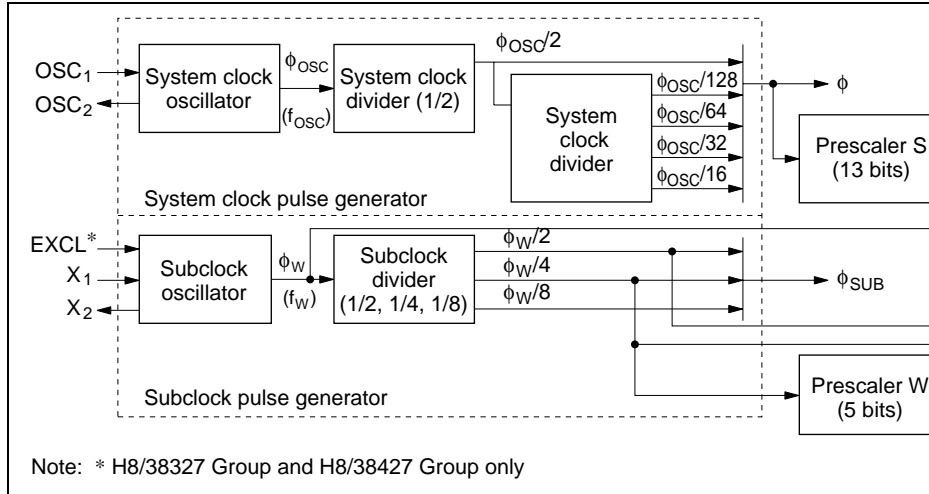 OSC1
OSC2
System clock
oscillator
φOSC
(fOSC)
System clock
divider (1/2)
φOSC/2
System
clock
divider
φOSC/128
φOSC/64
φOSC/32
φOSC/16
φ
Prescaler S
(13 bits)
System clock pulse generator
EXCL*
X1
X2
Subclock
oscillator
φW
(fW)
Subclock
divider
(1/2, 1/4, 1/8)
φW/2
φW/4
φW/8
φSUB
Prescaler W
(5 bits)
Subclock pulse generator
Note: * H8/38327 Group and H8/38427 Group only